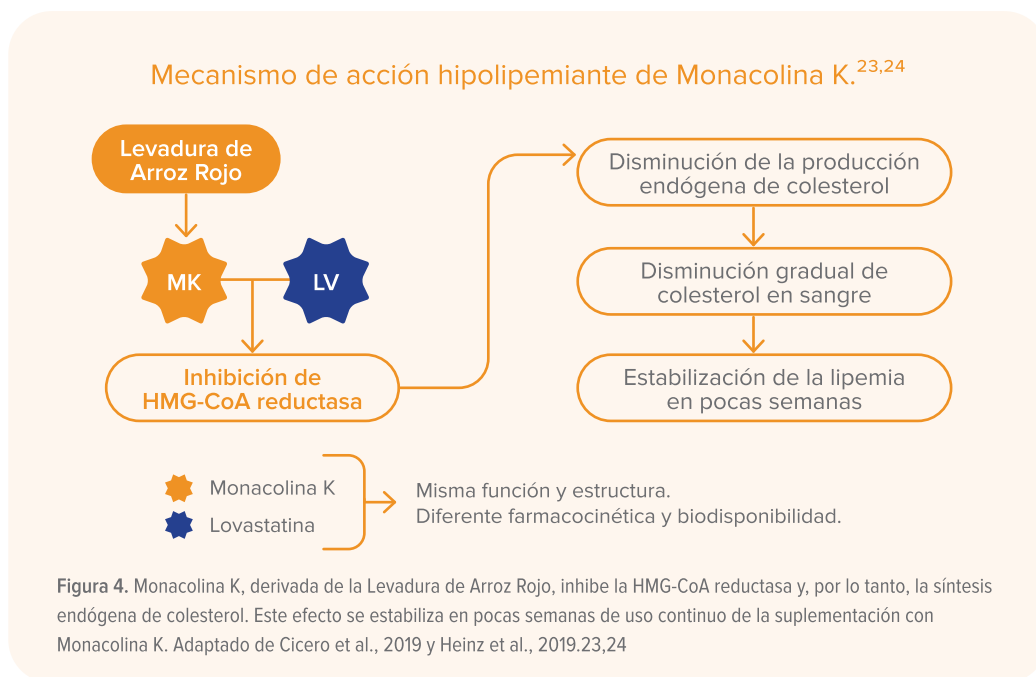 Mecanismo de acción hipolipemiante de Monacolina K.²³,²⁴
Levadura de
Arroz Rojo
MK
LV
Inhibición de
HMG-CoA reductasa
Disminución de la producción
endógena de colesterol
Disminución gradual de
colesterol en sangre
Estabilización de la lipemia
en pocas semanas
Monacolina K
Lovastatina
Misma función y estructura.
Diferente farmacocinética y biodisponibilidad.
Figura 4. Monacolina K, derivada de la Levadura de Arroz Rojo, inhibe la HMG-CoA reductasa y, por lo tanto, la síntesis
endógena de colesterol. Este efecto se estabiliza en pocas semanas de uso continuo de la suplementación con
Monacolina K. Adaptado de Cicero et al., 2019 y Heinz et al., 2019.23,24